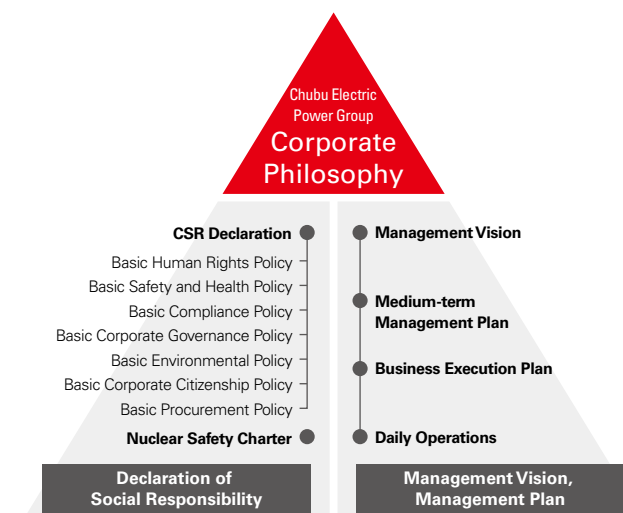 Chubu Electric
Power Group
Corporate
Philosophy
CSR Declaration
Basic Human Rights Policy
Basic Safety and Health Policy
Basic Compliance Policy
Basic Corporate Governance Policy
Basic Environmental Policy
Basic Corporate Citizenship Policy
Basic Procurement Policy
Nuclear Safety Charter
Declaration of
Social Responsibility
Management Vision
Medium-term
Management Plan
Business Execution Plan
Daily Operations
Management Vision,
Management Plan